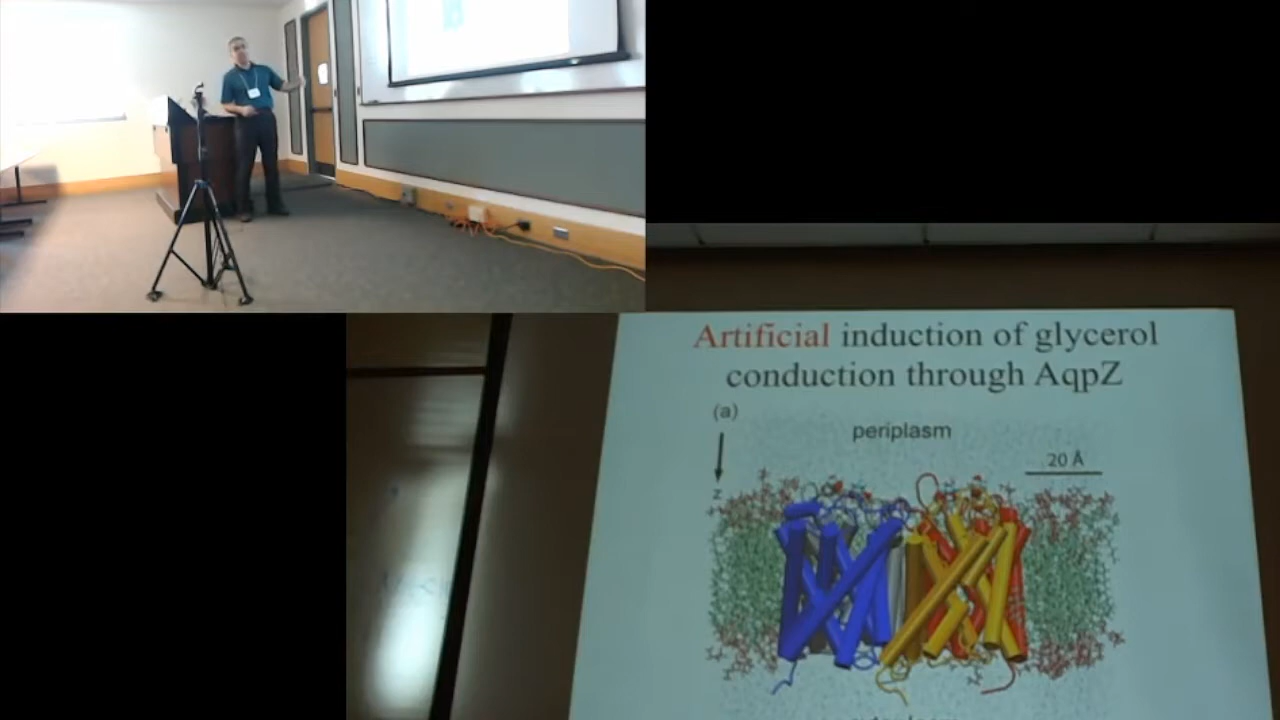 Artificial induction of glycerol
conduction through AqpZ
(a)
periplasm
20 Å
z